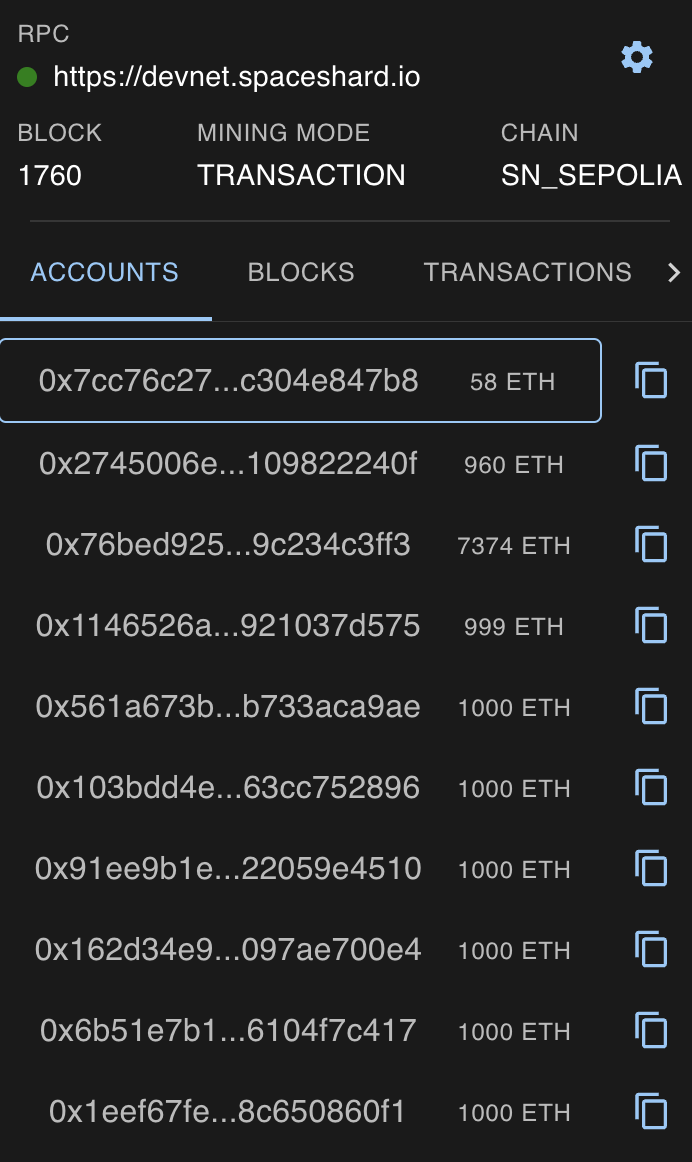 RPC
https://devnet.spaceshard.io
BLOCK MINING MODE CHAIN
1760 TRANSACTION SN_SEPOLIA
ACCOUNTS BLOCKS TRANSACTIONS
0x7cc76c27...c304e847b8 58 ETH
0x2745006e...109822240f 960 ETH
0x76bed925...9c234c3ff3 7374 ETH
0x1146526a...921037d575 999 ETH
0x561a673b...b733aca9ae 1000 ETH
0x103bdd4e...63cc752896 1000 ETH
0x91ee9b1e...22059e4510 1000 ETH
0x162d34e9...097ae700e4 1000 ETH
0x6b51e7b1...6104f7c417 1000 ETH
0x1eef67fe...8c650860f1 1000 ETH